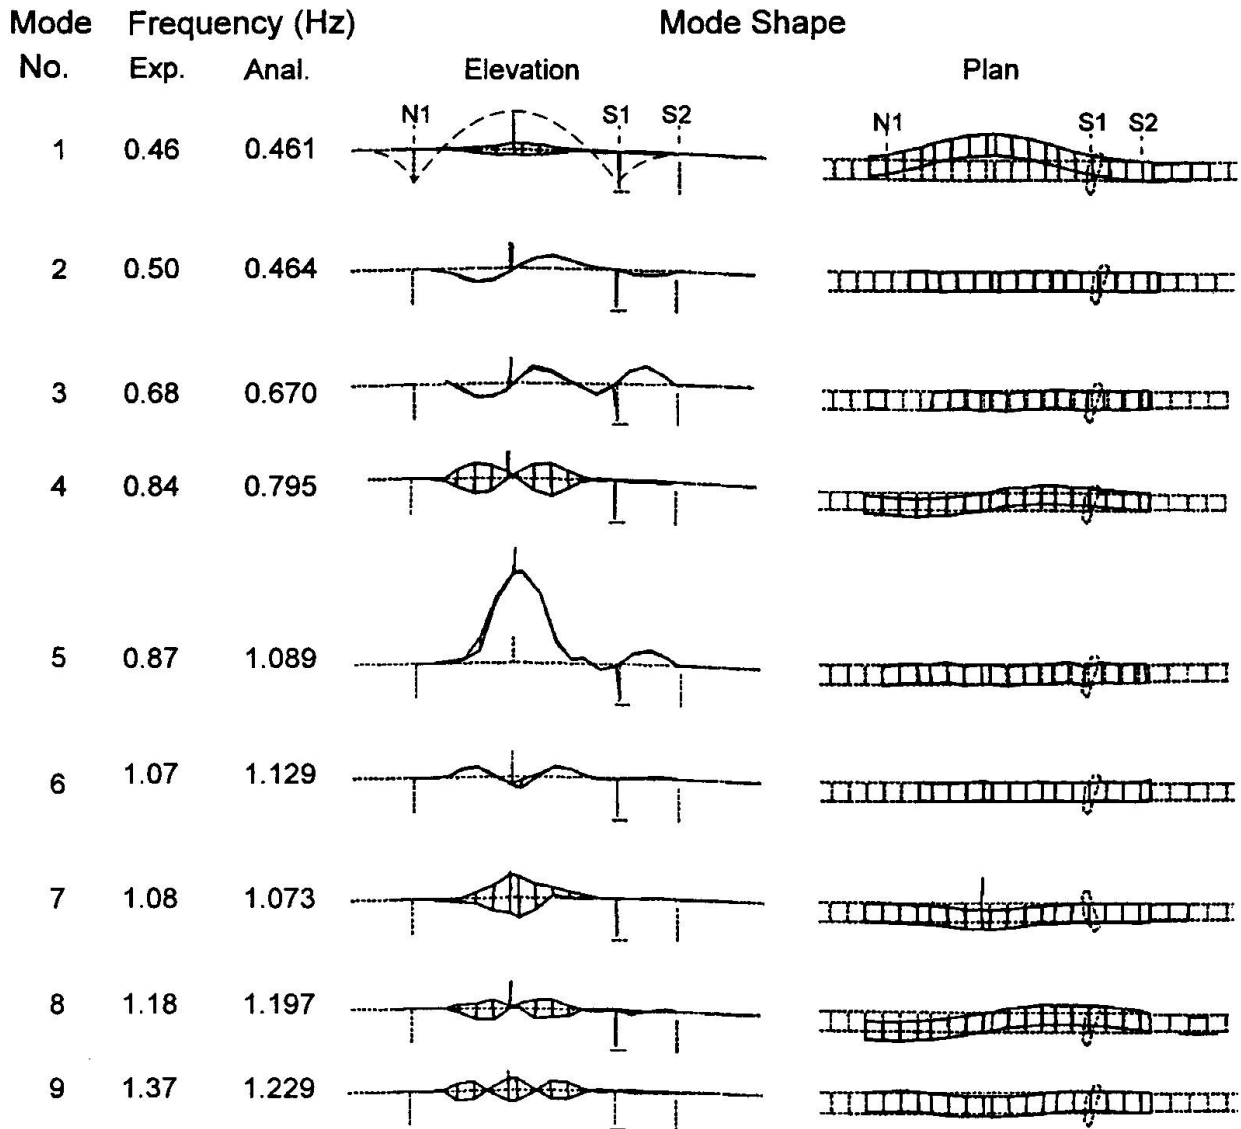 Mode Frequency (Hz) Mode Shape
No. Exp. Anal. Elevation Plan
N1 S1 S2 N1 S1 S2
1 0.46 0.461
2 0.50 0.464
3 0.68 0.670
4 0.84 0.795
5 0.87 1.089
6 1.07 1.129
7 1.08 1.073
8 1.18 1.197
9 1.37 1.229